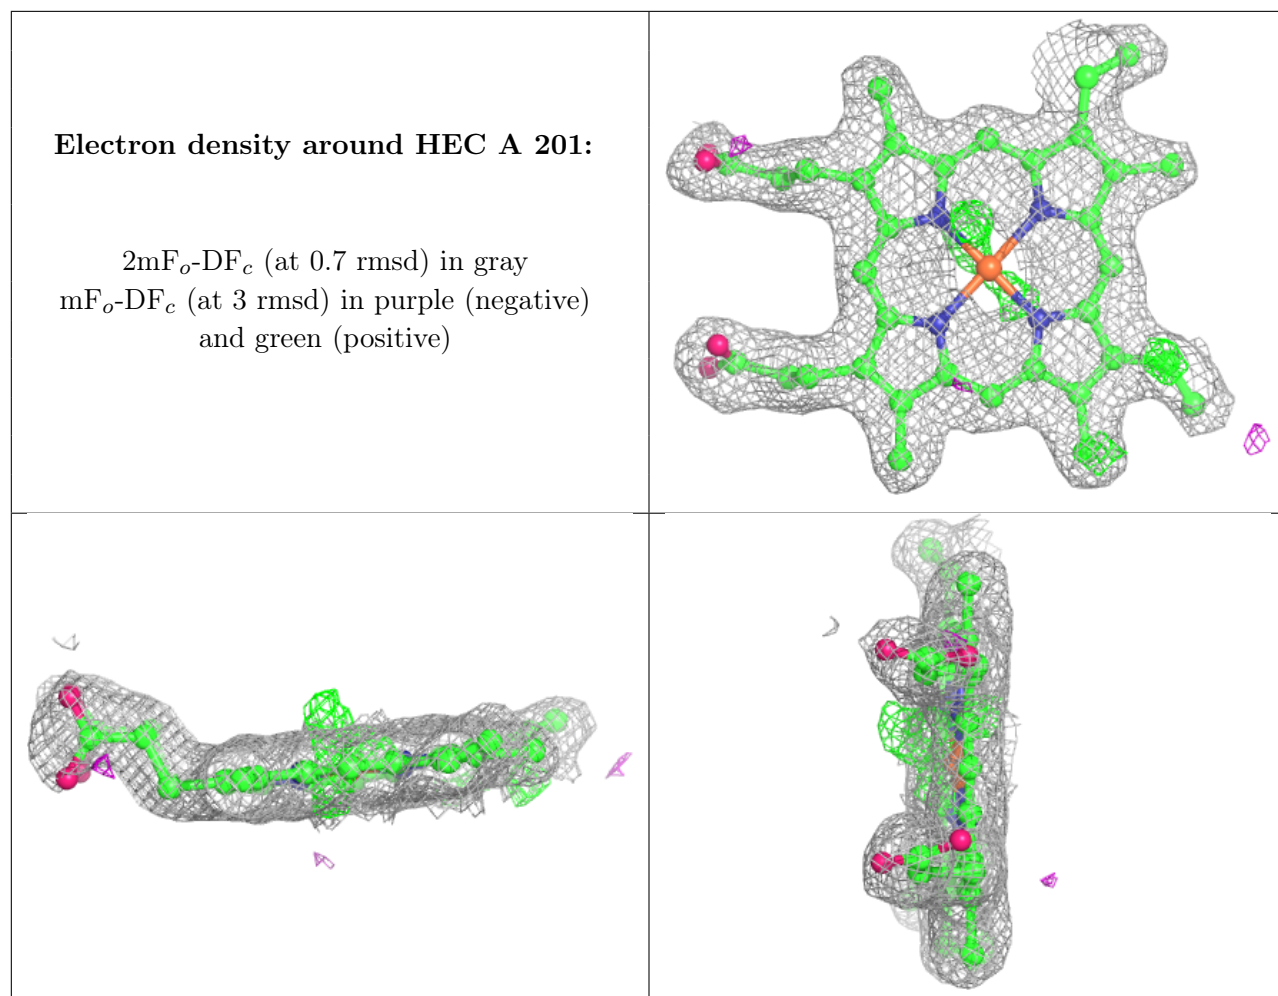 Electron density around HEC A 201:
2mFo-DFc (at 0.7 rmsd) in gray
mFo-DFc (at 3 rmsd) in purple (negative)
and green (positive)